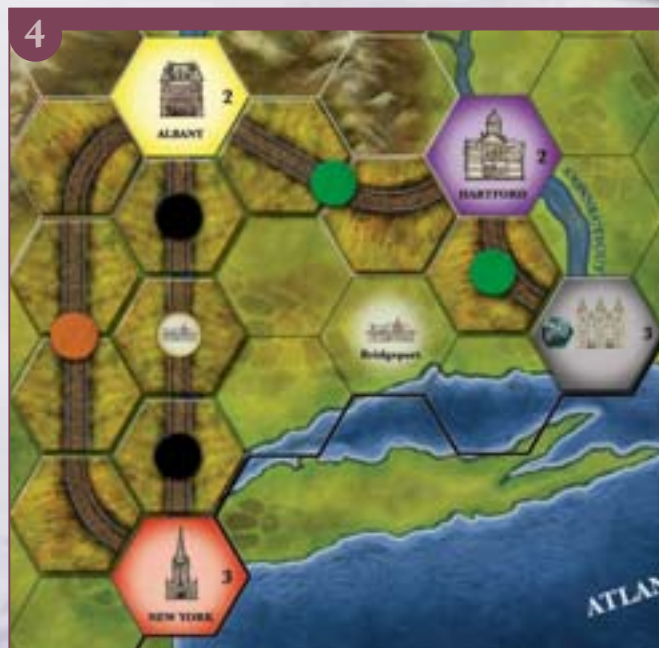 4
2
ALBANY
2
HARTFORD
CONNECTICUT
Bridgeport
3
3
NEW YORK
ATLAN